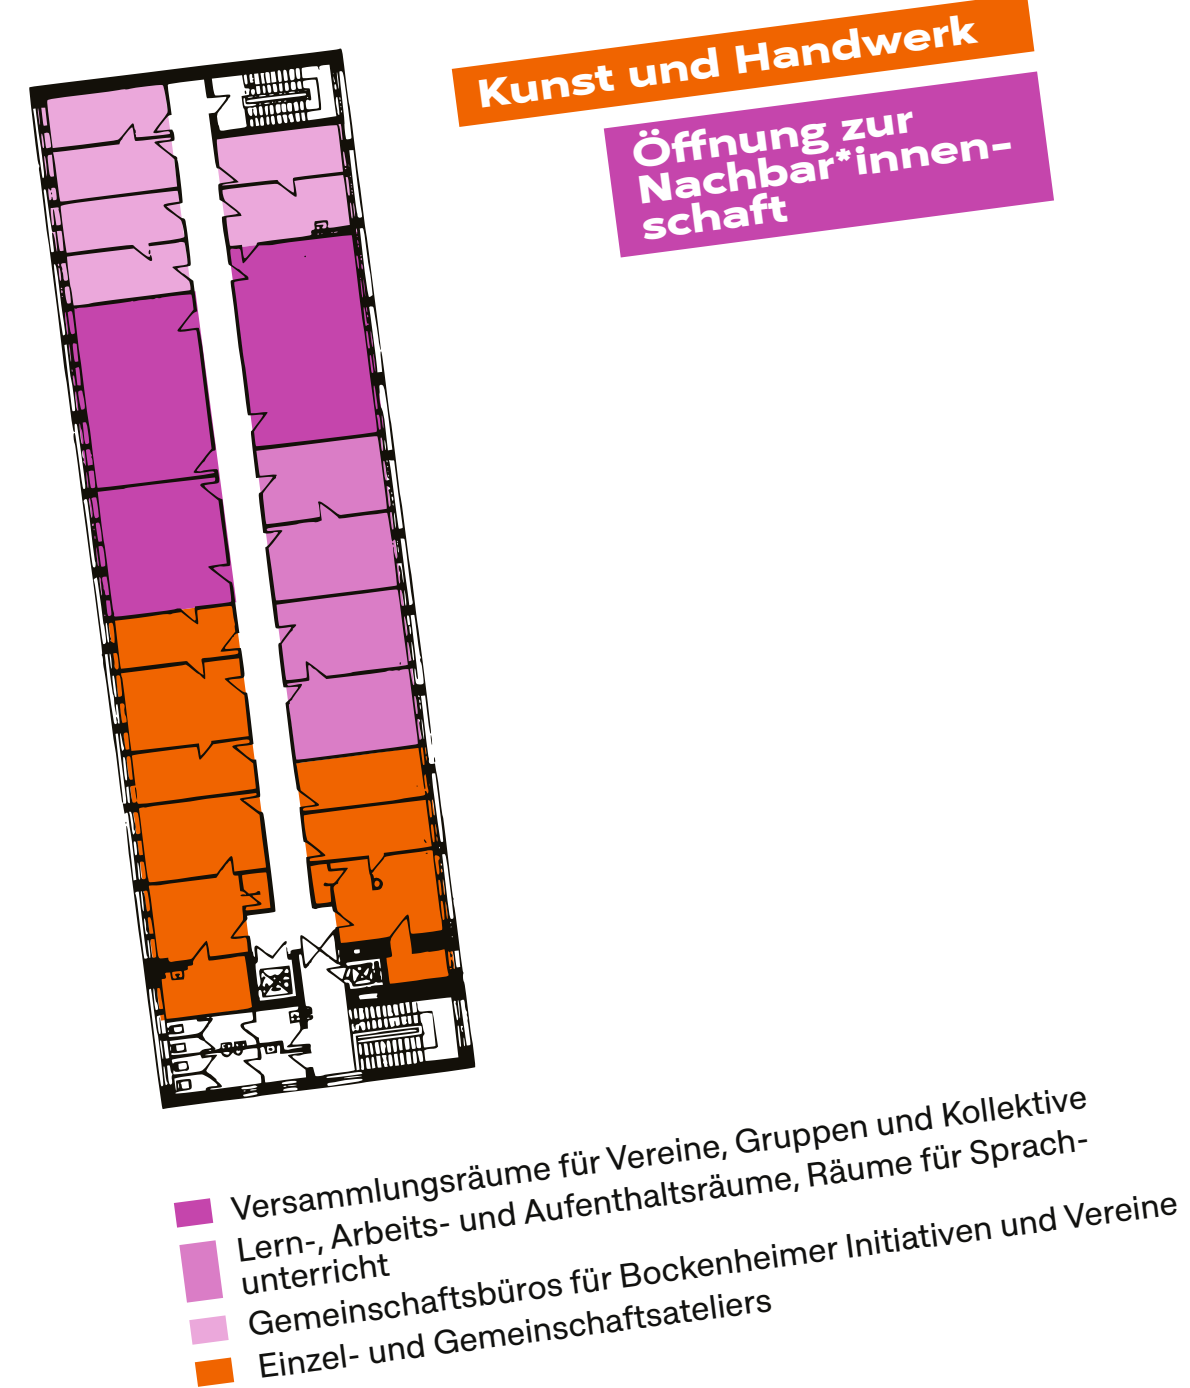 Kunst und Handwerk
Öffnung zur
Nachbar*innen-
schaft
Versammlungsräume für Vereine, Gruppen und Kollektive
Lern-, Arbeits- und Aufenthaltsräume, Räume für Sprach-
unterricht
Gemeinschaftsbüros für Bockenheimer Initiativen und Vereine
Einzel- und Gemeinschaftsateliers